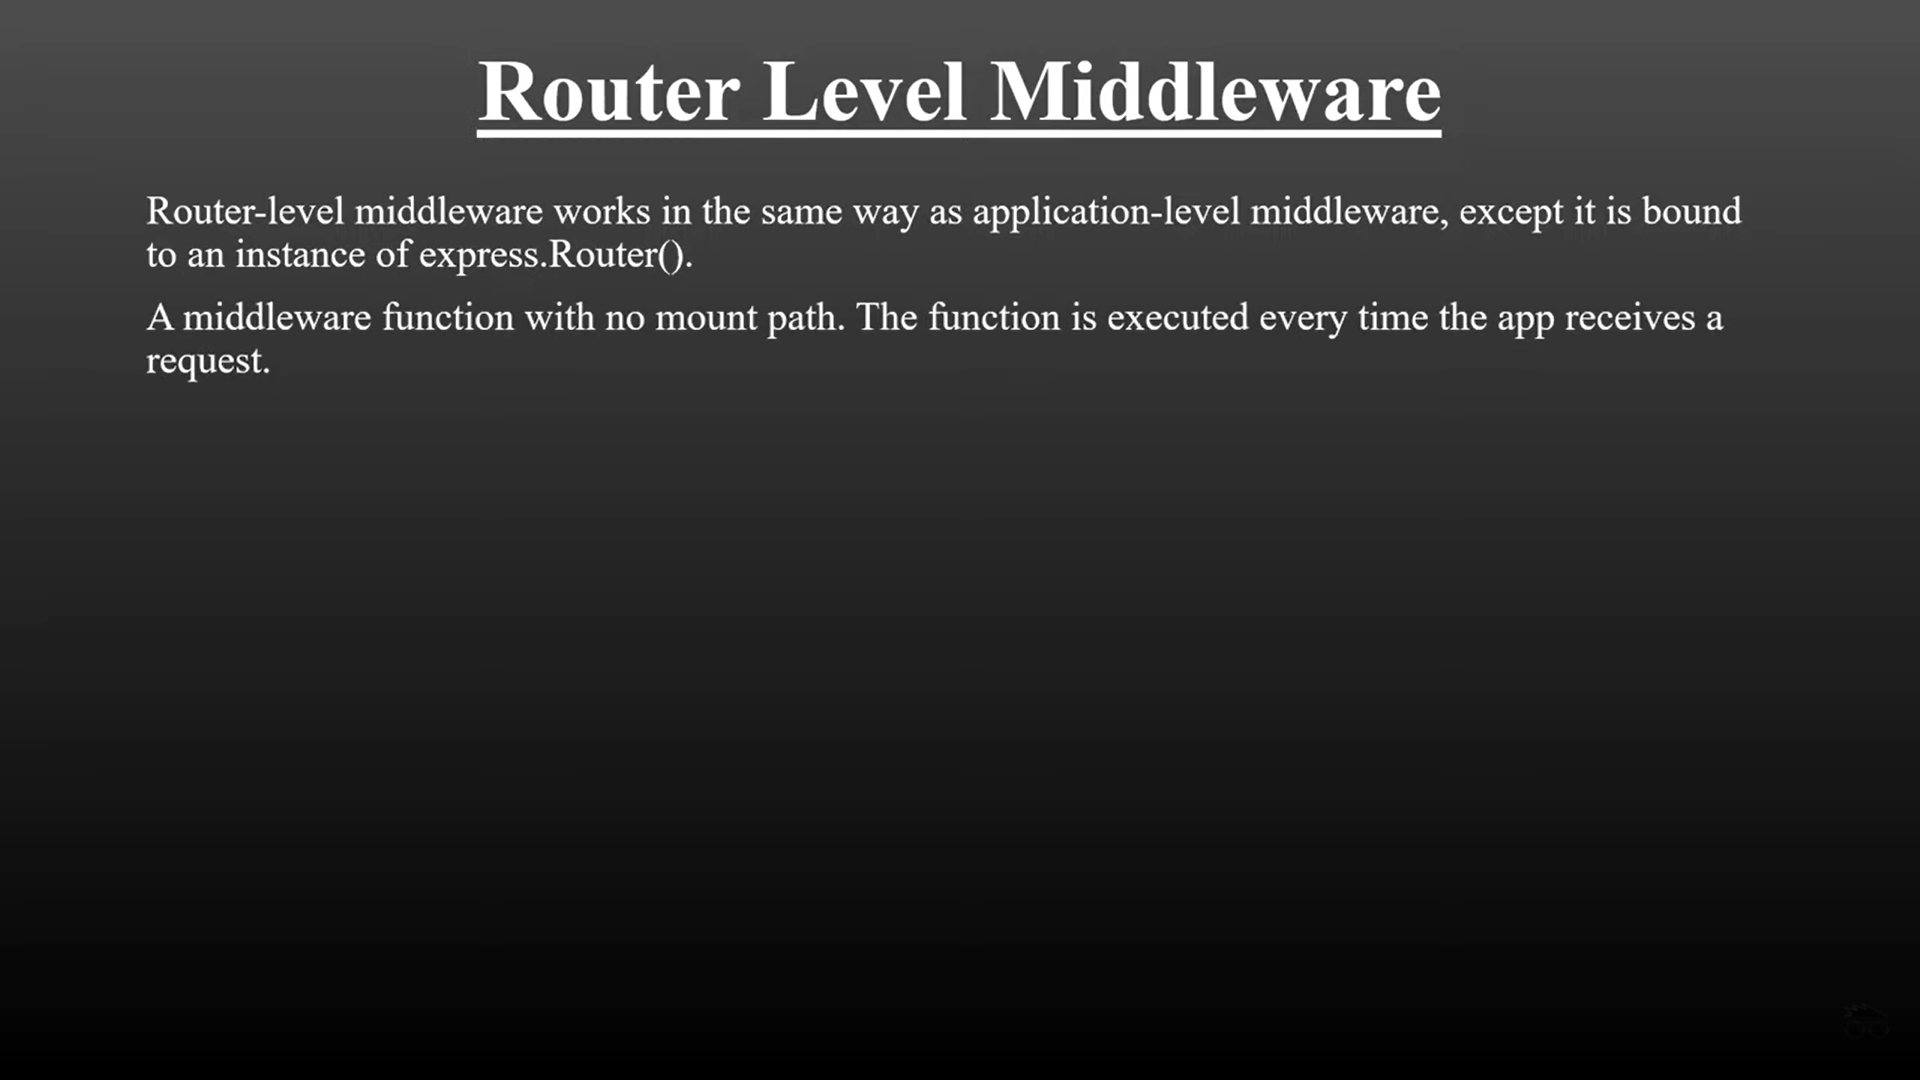 Router Level Middleware
Router-level middleware works in the same way as application-level middleware, except it is bound
to an instance of express.Router().
A middleware function with no mount path. The function is executed every time the app receives a
request.